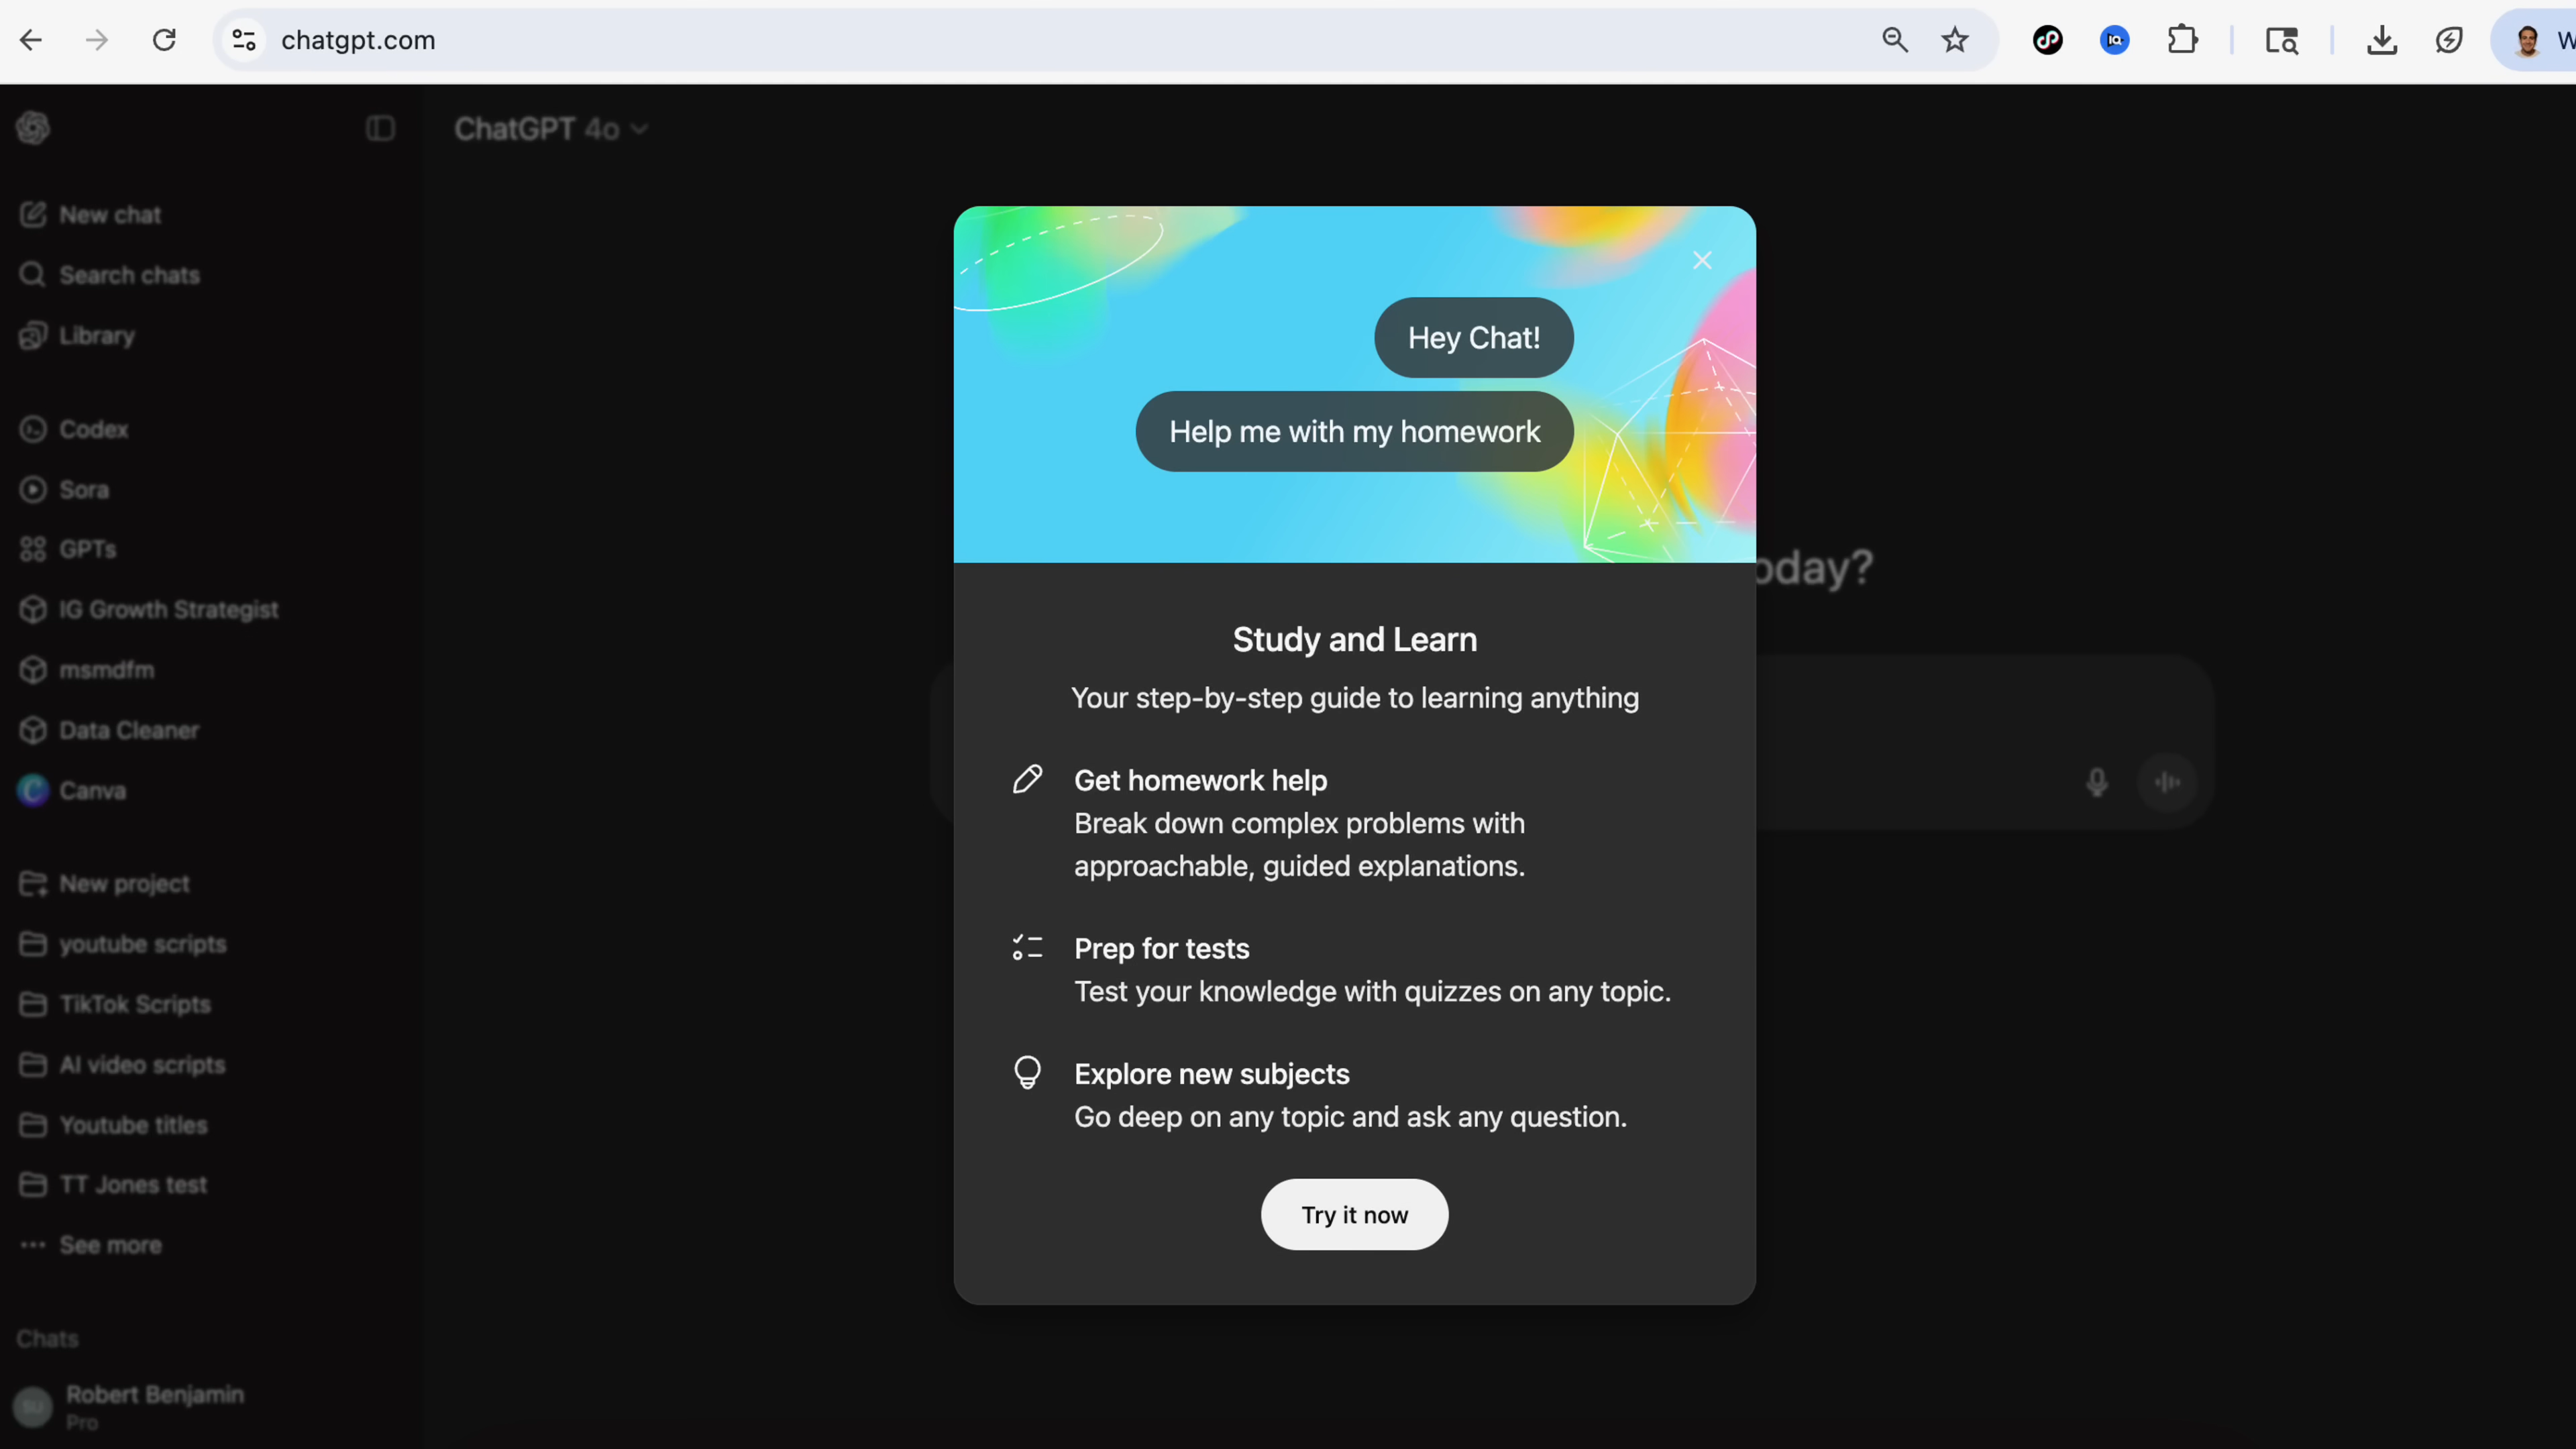 chatgpt.com
W
ChatGPT 4o
New chat
Search chats
Library
Codex
Sora
GPTs
IG Growth Strategist
msmdfm
Data Cleaner
Canva
New project
youtube scripts
TikTok Scripts
AI video scripts
Youtube titles
TT Jones test
See more
Chats
SU
Robert Benjamin
Pro
Hey Chat!
Help me with my homework
oday?
Study and Learn
Your step-by-step guide to learning anything
Get homework help
Break down complex problems with
approachable, guided explanations.
Prep for tests
Test your knowledge with quizzes on any topic.
Explore new subjects
Go deep on any topic and ask any question.
Try it now